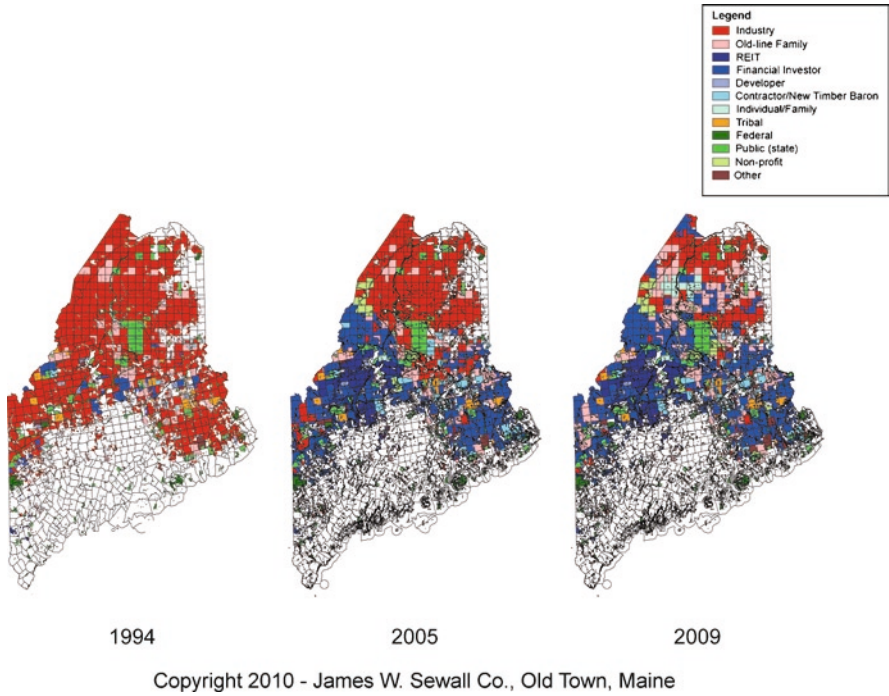 Legend
Industry
Old-line Family
REIT
Financial Investor
Developer
Contractor/New Timber Baron
Individual/Family
Tribal
Federal
Public (state)
Non-profit
Other
1994
2005
2009
Copyright 2010 - James W. Sewall Co., Old Town, Maine